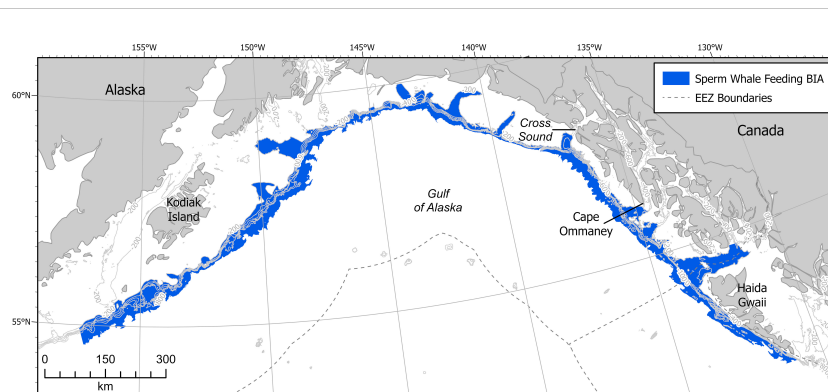 155°W
150°W
145°W
140°W
135°W
130°W
Sperm Whale Feeding BIA
EEZ Boundaries
60°N
Alaska
Cross
Sound
Canada
Gulf
of Alaska
Kodiak
Island
Cape
Ommaney
Haida
Gwaii
55°N
0 150 300
km